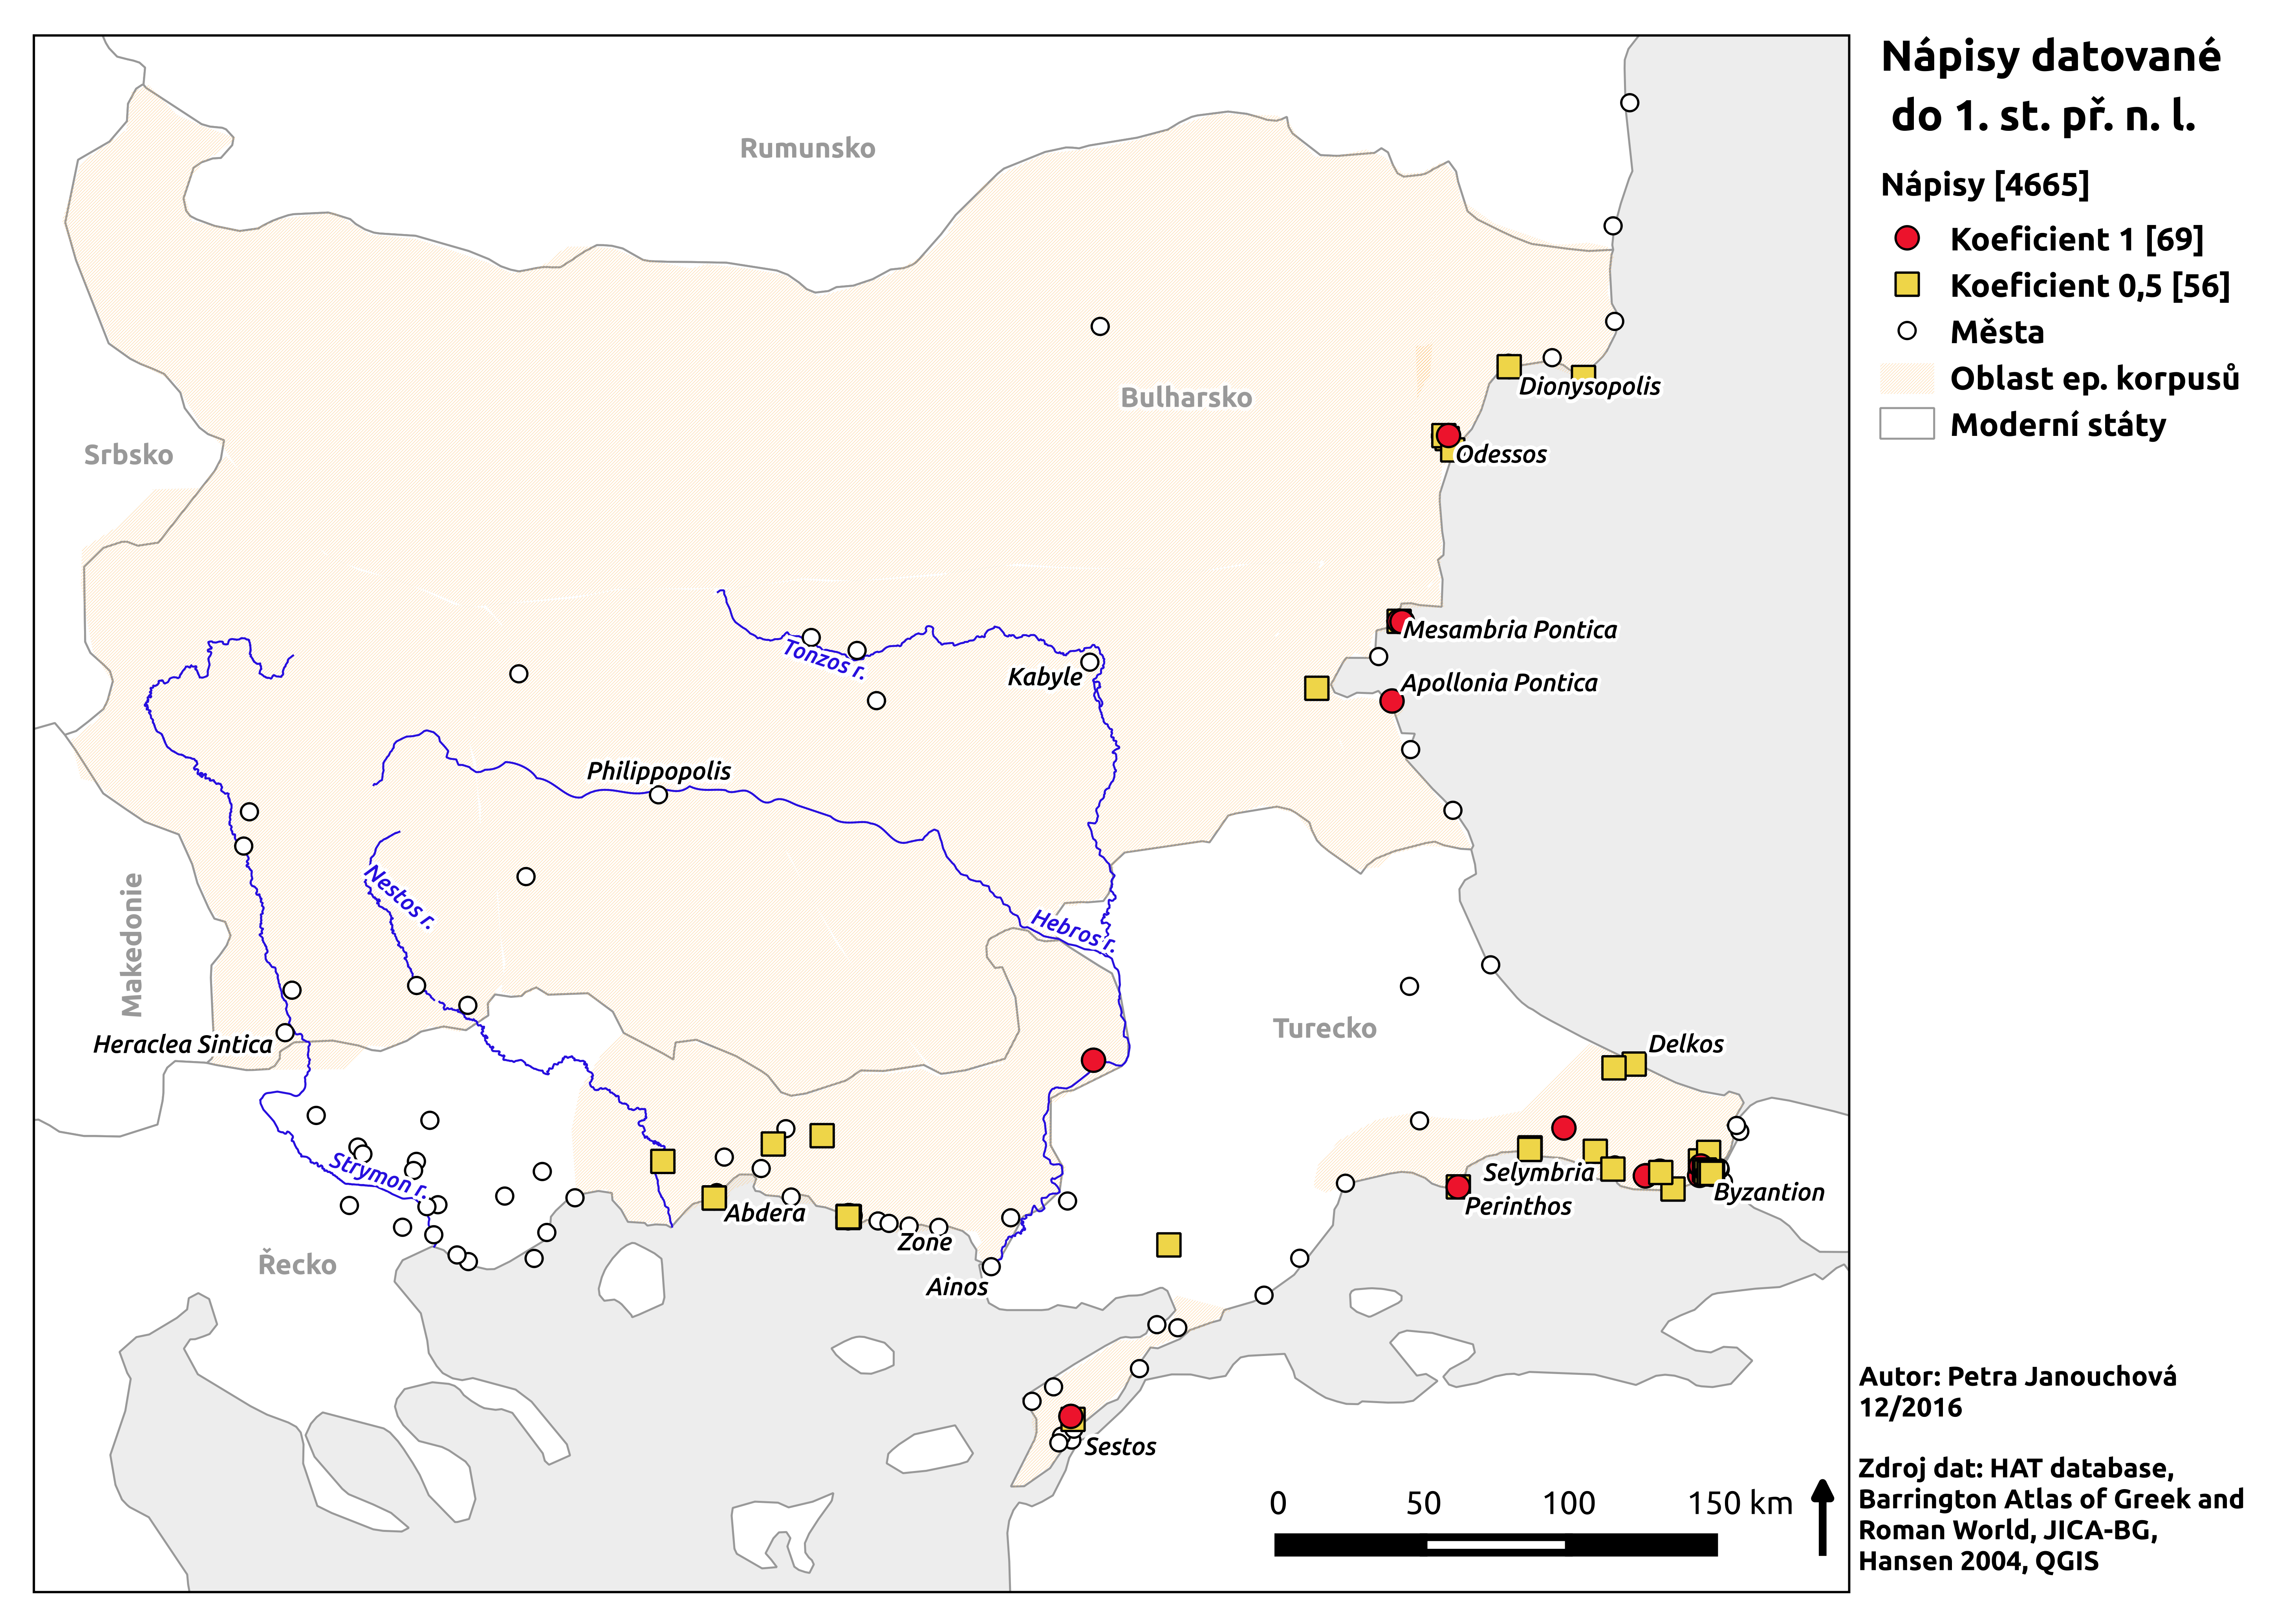 Nápisy datované
do 1. st. př. n. l.
Nápisy [4665]
Koeficient 1 [69]
Koeficient 0,5 [56]
Města
Oblast ep. korpusů
Moderní státy
Rumunsko
Bulharsko
Srbsko
Makedonie
Řecko
Turecko
Dionysopolis
Odessos
Mesambria Pontica
Apollonia Pontica
Tonzos r.
Kabyle
Philippopolis
Nestos r.
Hebros r.
Heraclea Sintica
Strymon r.
Delkos
Selymbria
Perinthos
Byzantion
Abdera
Zone
Ainos
Sestos
0 50 100 150 km
Autor: Petra Janouchová
12/2016
Zdroj dat: HAT database,
Barrington Atlas of Greek and
Roman World, JICA-BG,
Hansen 2004, QGIS